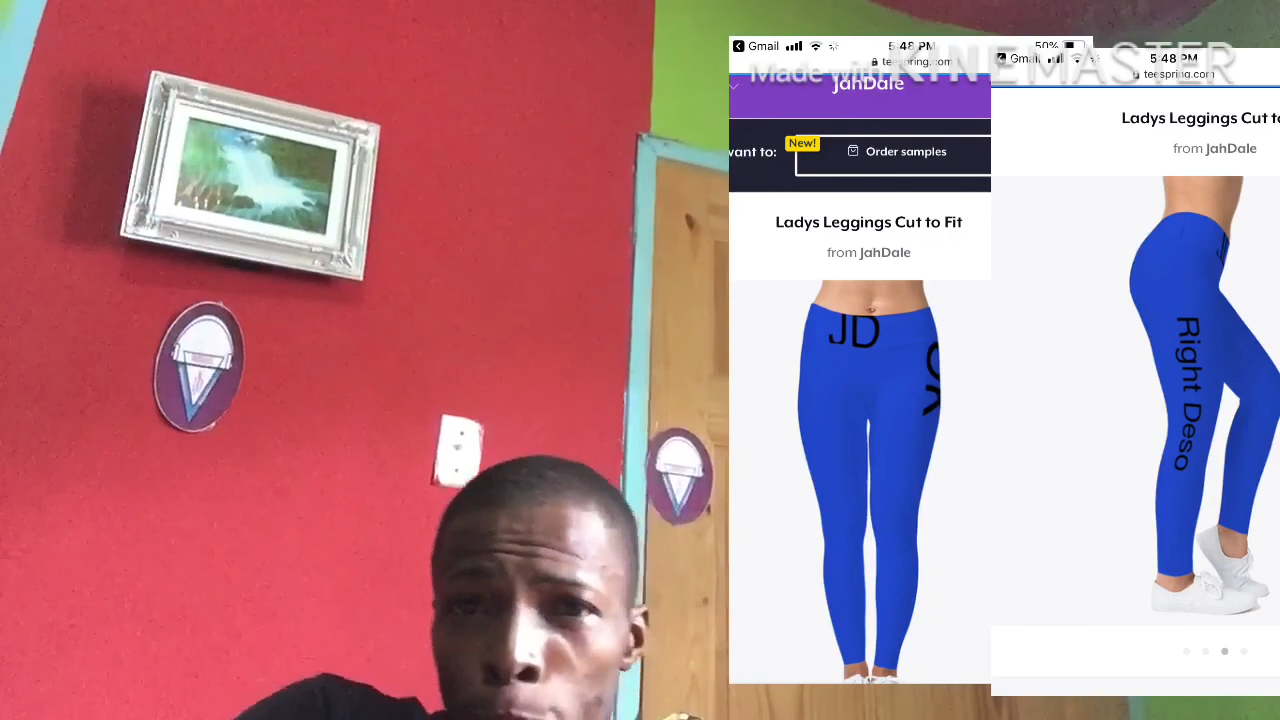 Made with KINEMASTER
Gmail
5:48 PM
50%
teespring.com
JahDale
want to:
New!
Order samples
Ladys Leggings Cut to Fit
from JahDale
JD
Gmail
5:48 PM
teespring.com
Ladys Leggings Cut to
from JahDale
Right Deso